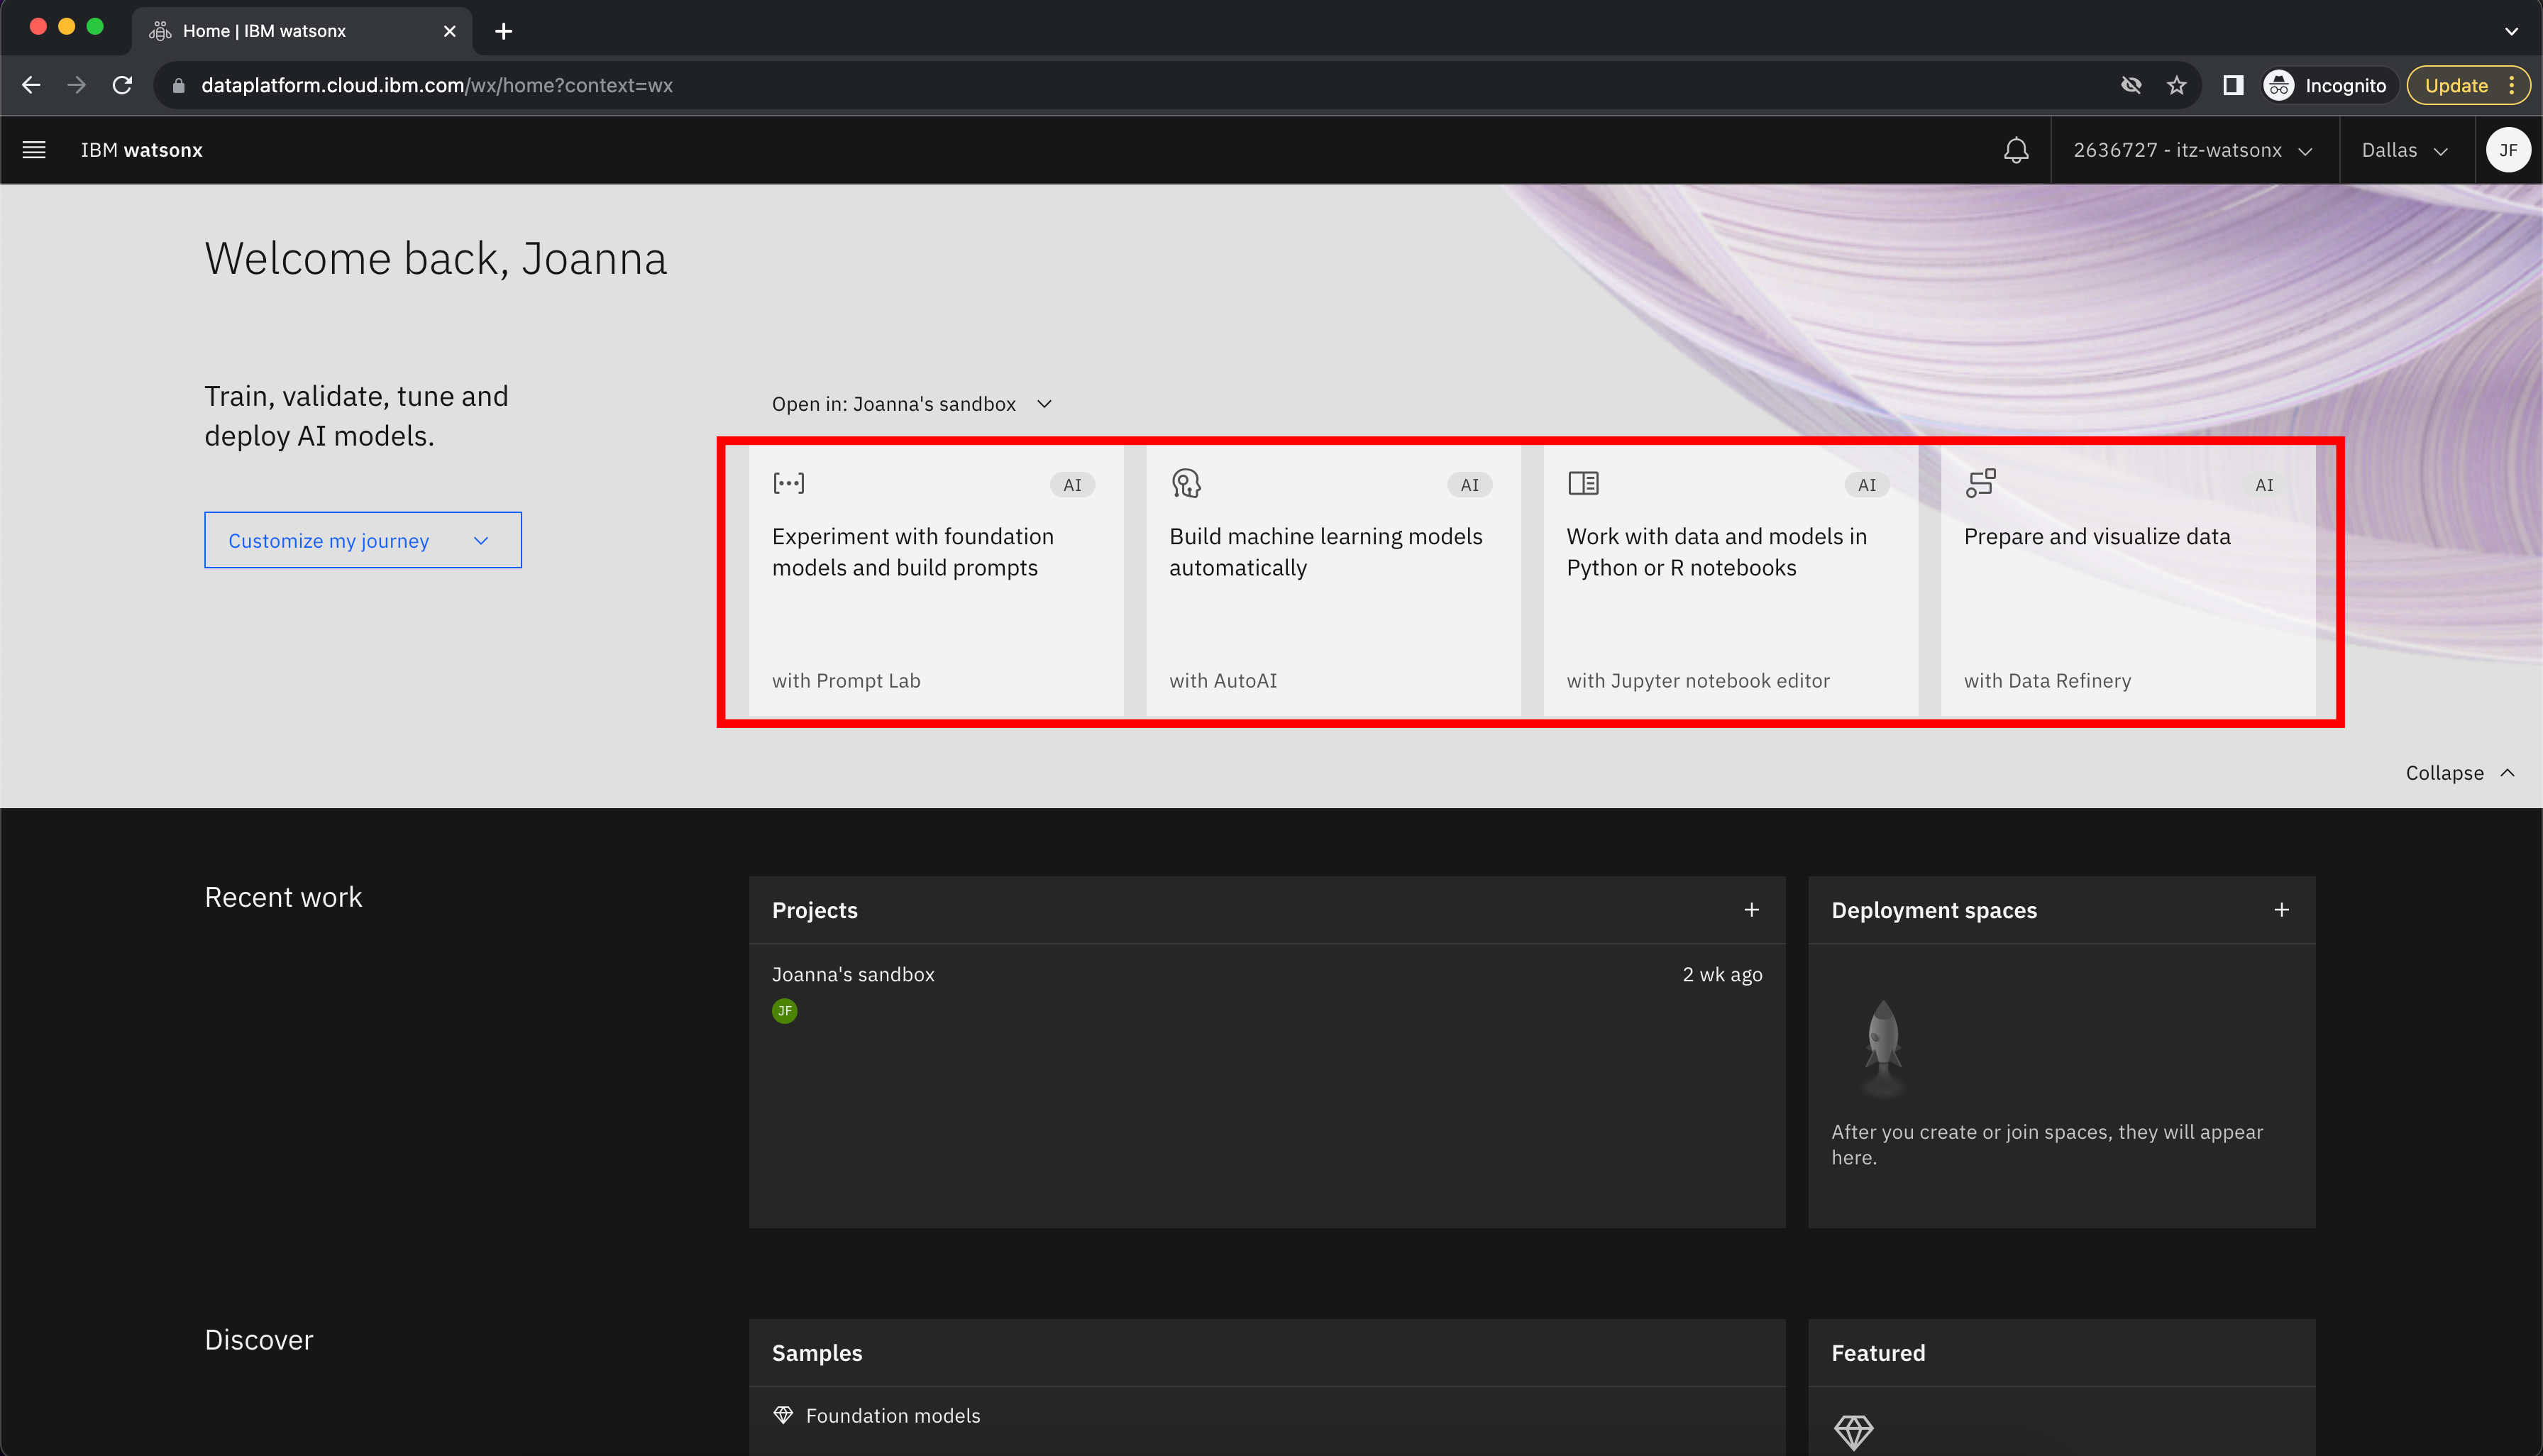 Home | IBM watsonx
dataplatform.cloud.ibm.com/wx/home?context=wx
Incognito
Update
IBM watsonx
2636727 - itz-watsonx
Dallas
JF
Welcome back, Joanna
Train, validate, tune and
deploy AI models.
Customize my journey
Open in: Joanna's sandbox
AI
Experiment with foundation
models and build prompts
with Prompt Lab
AI
Build machine learning models
automatically
with AutoAI
AI
Work with data and models in
Python or R notebooks
with Jupyter notebook editor
AI
Prepare and visualize data
with Data Refinery
Collapse
Recent work
Projects
Joanna's sandbox
2 wk ago
JF
Deployment spaces
After you create or join spaces, they will appear
here.
Discover
Samples
Foundation models
Featured